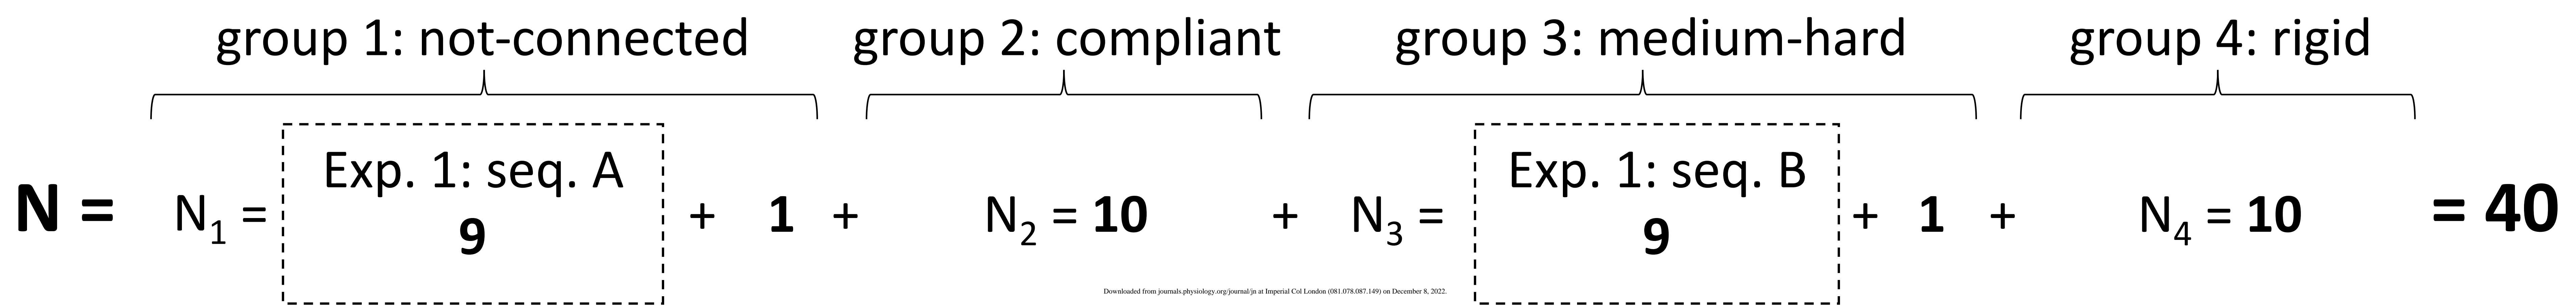 group 1: not-connected group 2: compliant group 3: medium-hard group 4: rigid
Exp. 1: seq. A Exp. 1: seq. B
N = N₁ = 9 + 1 + N₂ = 10 + N₃ = 9 + 1 + N₄ = 10 = 40
Downloaded from journals.physiology.org/journal/jn at Imperial Col London (081.078.087.149) on December 8, 2022.